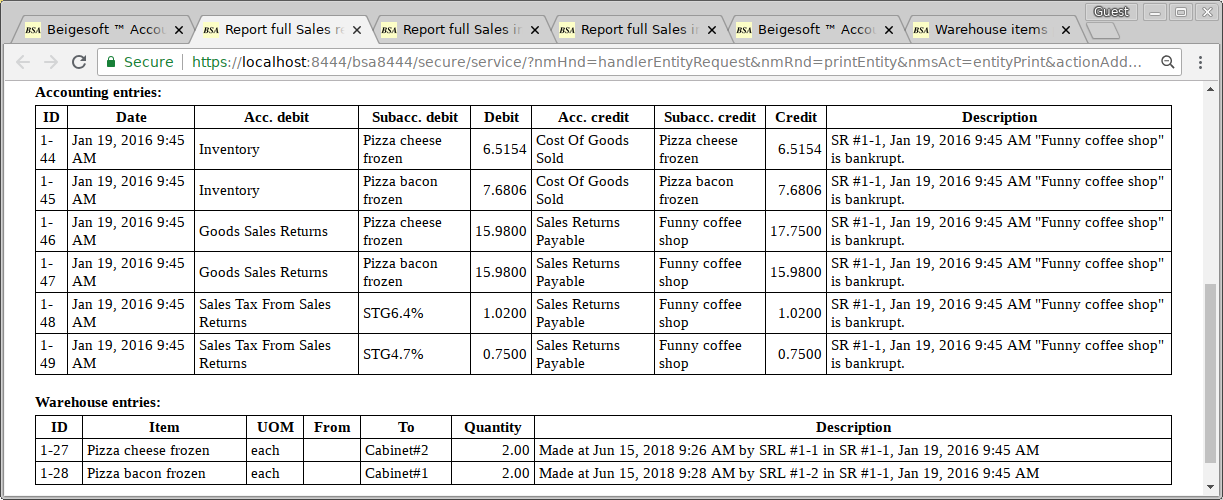 Guest
BSA Beigesoft ™ Accou
BSA Report full Sales re
BSA Report full Sales in
BSA Report full Sales in
BSA Beigesoft ™ Accou
BSA Warehouse items
Secure https://localhost:8444/bsa8444/secure/service/?nmHnd=handlerEntityRequest&nmRnd=printEntity&nmsAct=entityPrint&actionAdd...
Accounting entries:
ID Date Acc. debit Subacc. debit Debit Acc. credit Subacc. credit Credit Description
1- Jan 19, 2016 9:45 Inventory Pizza cheese 6.5154 Cost Of Goods Pizza cheese 6.5154 SR #1-1, Jan 19, 2016 9:45 AM "Funny coffee shop"
44 AM frozen Sold frozen is bankrupt.
1- Jan 19, 2016 9:45 Inventory Pizza bacon 7.6806 Cost Of Goods Pizza bacon 7.6806 SR #1-1, Jan 19, 2016 9:45 AM "Funny coffee shop"
45 AM frozen Sold frozen is bankrupt.
1- Jan 19, 2016 9:45 Goods Sales Returns Pizza cheese 15.9800 Sales Returns Funny coffee 17.7500 SR #1-1, Jan 19, 2016 9:45 AM "Funny coffee shop"
46 AM frozen Payable shop is bankrupt.
1- Jan 19, 2016 9:45 Goods Sales Returns Pizza bacon 15.9800 Sales Returns Funny coffee 15.9800 SR #1-1, Jan 19, 2016 9:45 AM "Funny coffee shop"
47 AM frozen Payable shop is bankrupt.
1- Jan 19, 2016 9:45 Sales Tax From Sales STG6.4% 1.0200 Sales Returns Funny coffee 1.0200 SR #1-1, Jan 19, 2016 9:45 AM "Funny coffee shop"
48 AM Returns Payable shop is bankrupt.
1- Jan 19, 2016 9:45 Sales Tax From Sales STG4.7% 0.7500 Sales Returns Funny coffee 0.7500 SR #1-1, Jan 19, 2016 9:45 AM "Funny coffee shop"
49 AM Returns Payable shop is bankrupt.
Warehouse entries:
ID Item UOM From To Quantity Description
1-27 Pizza cheese frozen each Cabinet#2 2.00 Made at Jun 15, 2018 9:26 AM by SRL #1-1 in SR #1-1, Jan 19, 2016 9:45 AM
1-28 Pizza bacon frozen each Cabinet#1 2.00 Made at Jun 15, 2018 9:28 AM by SRL #1-2 in SR #1-1, Jan 19, 2016 9:45 AM